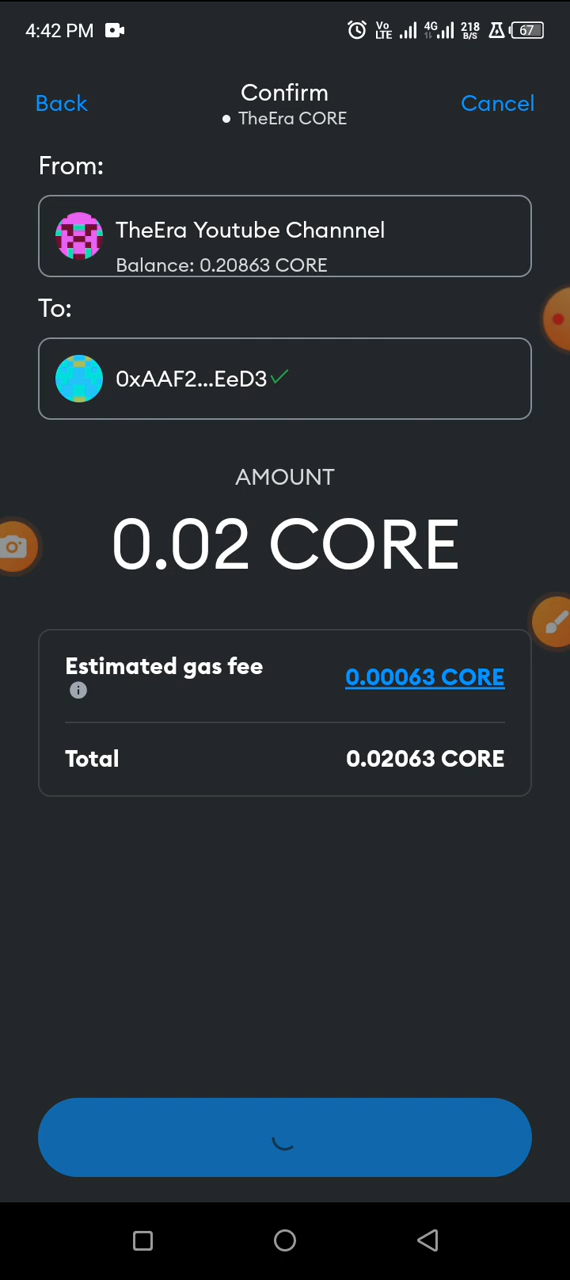 4:42 PM Vo LTE 4G 218 B/S 67
Back Confirm Cancel
TheEra CORE
From:
TheEra Youtube Channnel
Balance: 0.20863 CORE
To:
0xAAF2...EeD3
AMOUNT
0.02 CORE
Estimated gas fee 0.00063 CORE
Total 0.02063 CORE